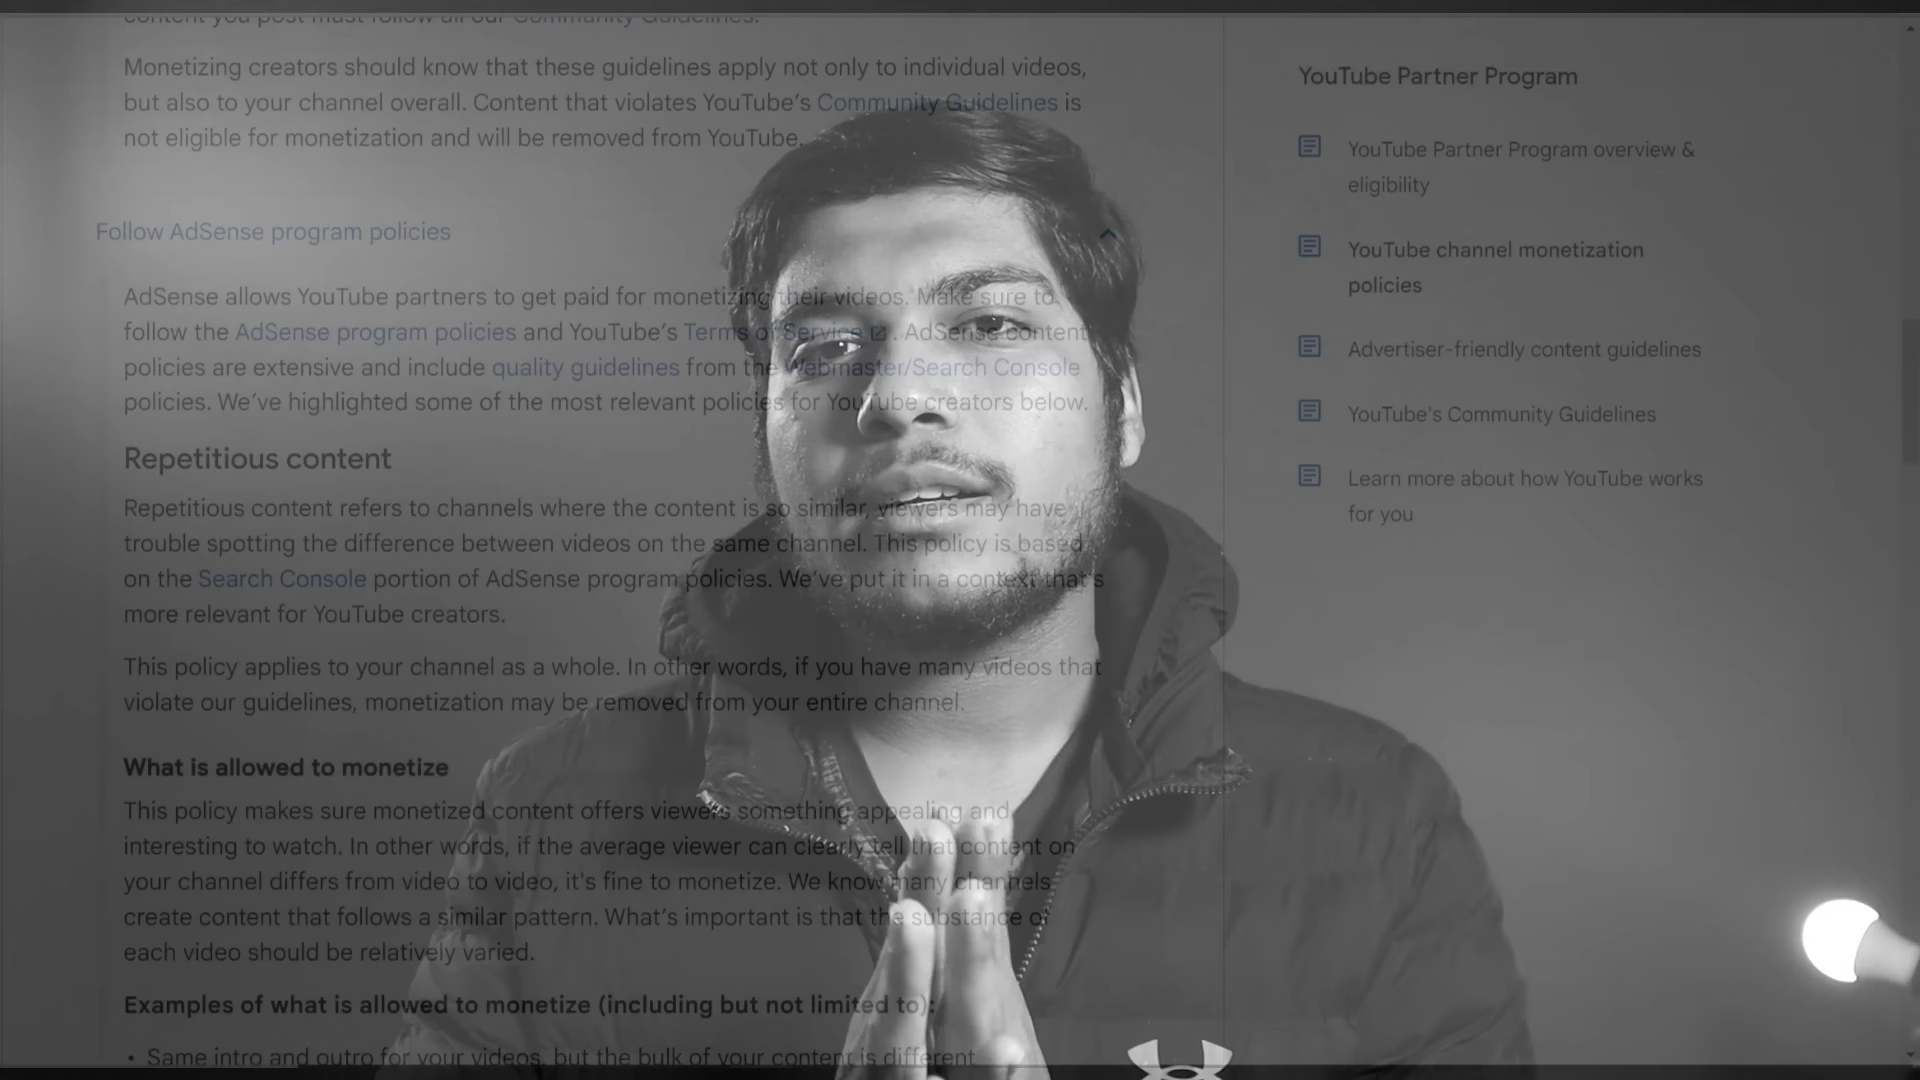 content you post must follow all our Community Guidelines.
Monetizing creators should know that these guidelines apply not only to individual videos,
but also to your channel overall. Content that violates YouTube’s Community Guidelines is
not eligible for monetization and will be removed from YouTube.
Follow AdSense program policies
AdSense allows YouTube partners to get paid for monetizing their videos. Make sure to
follow the AdSense program policies and YouTube’s Terms of Service. AdSense content
policies are extensive and include quality guidelines from the Webmaster/Search Console
policies. We’ve highlighted some of the most relevant policies for YouTube creators below.
Repetitious content
Repetitious content refers to channels where the content is so similar, viewers may have
trouble spotting the difference between videos on the same channel. This policy is based
on the Search Console portion of AdSense program policies. We’ve put it in a context that’s
more relevant for YouTube creators.
This policy applies to your channel as a whole. In other words, if you have many videos that
violate our guidelines, monetization may be removed from your entire channel.
What is allowed to monetize
This policy makes sure monetized content offers viewers something appealing and
interesting to watch. In other words, if the average viewer can clearly tell that content on
your channel differs from video to video, it's fine to monetize. We know many channels
create content that follows a similar pattern. What’s important is that the substance of
each video should be relatively varied.
Examples of what is allowed to monetize (including but not limited to):
• Same intro and outro for your videos, but the bulk of your content is different
YouTube Partner Program
YouTube Partner Program overview &
eligibility
YouTube channel monetization
policies
Advertiser-friendly content guidelines
YouTube's Community Guidelines
Learn more about how YouTube works
for you